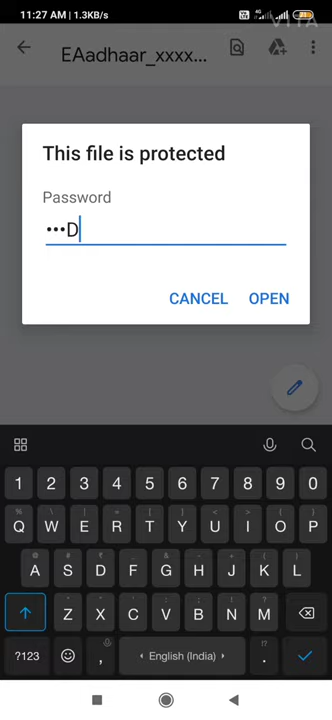 11:27 AM | 1.3KB/s
VITA
EAadhaar_xxxx...
This file is protected
Password
•••D
CANCEL OPEN
1 2 3 4 5 6 7 8 9 0
Q W E R T Y U I O P
A S D F G H J K L
Z X C V B N M
?123 , English (India) .